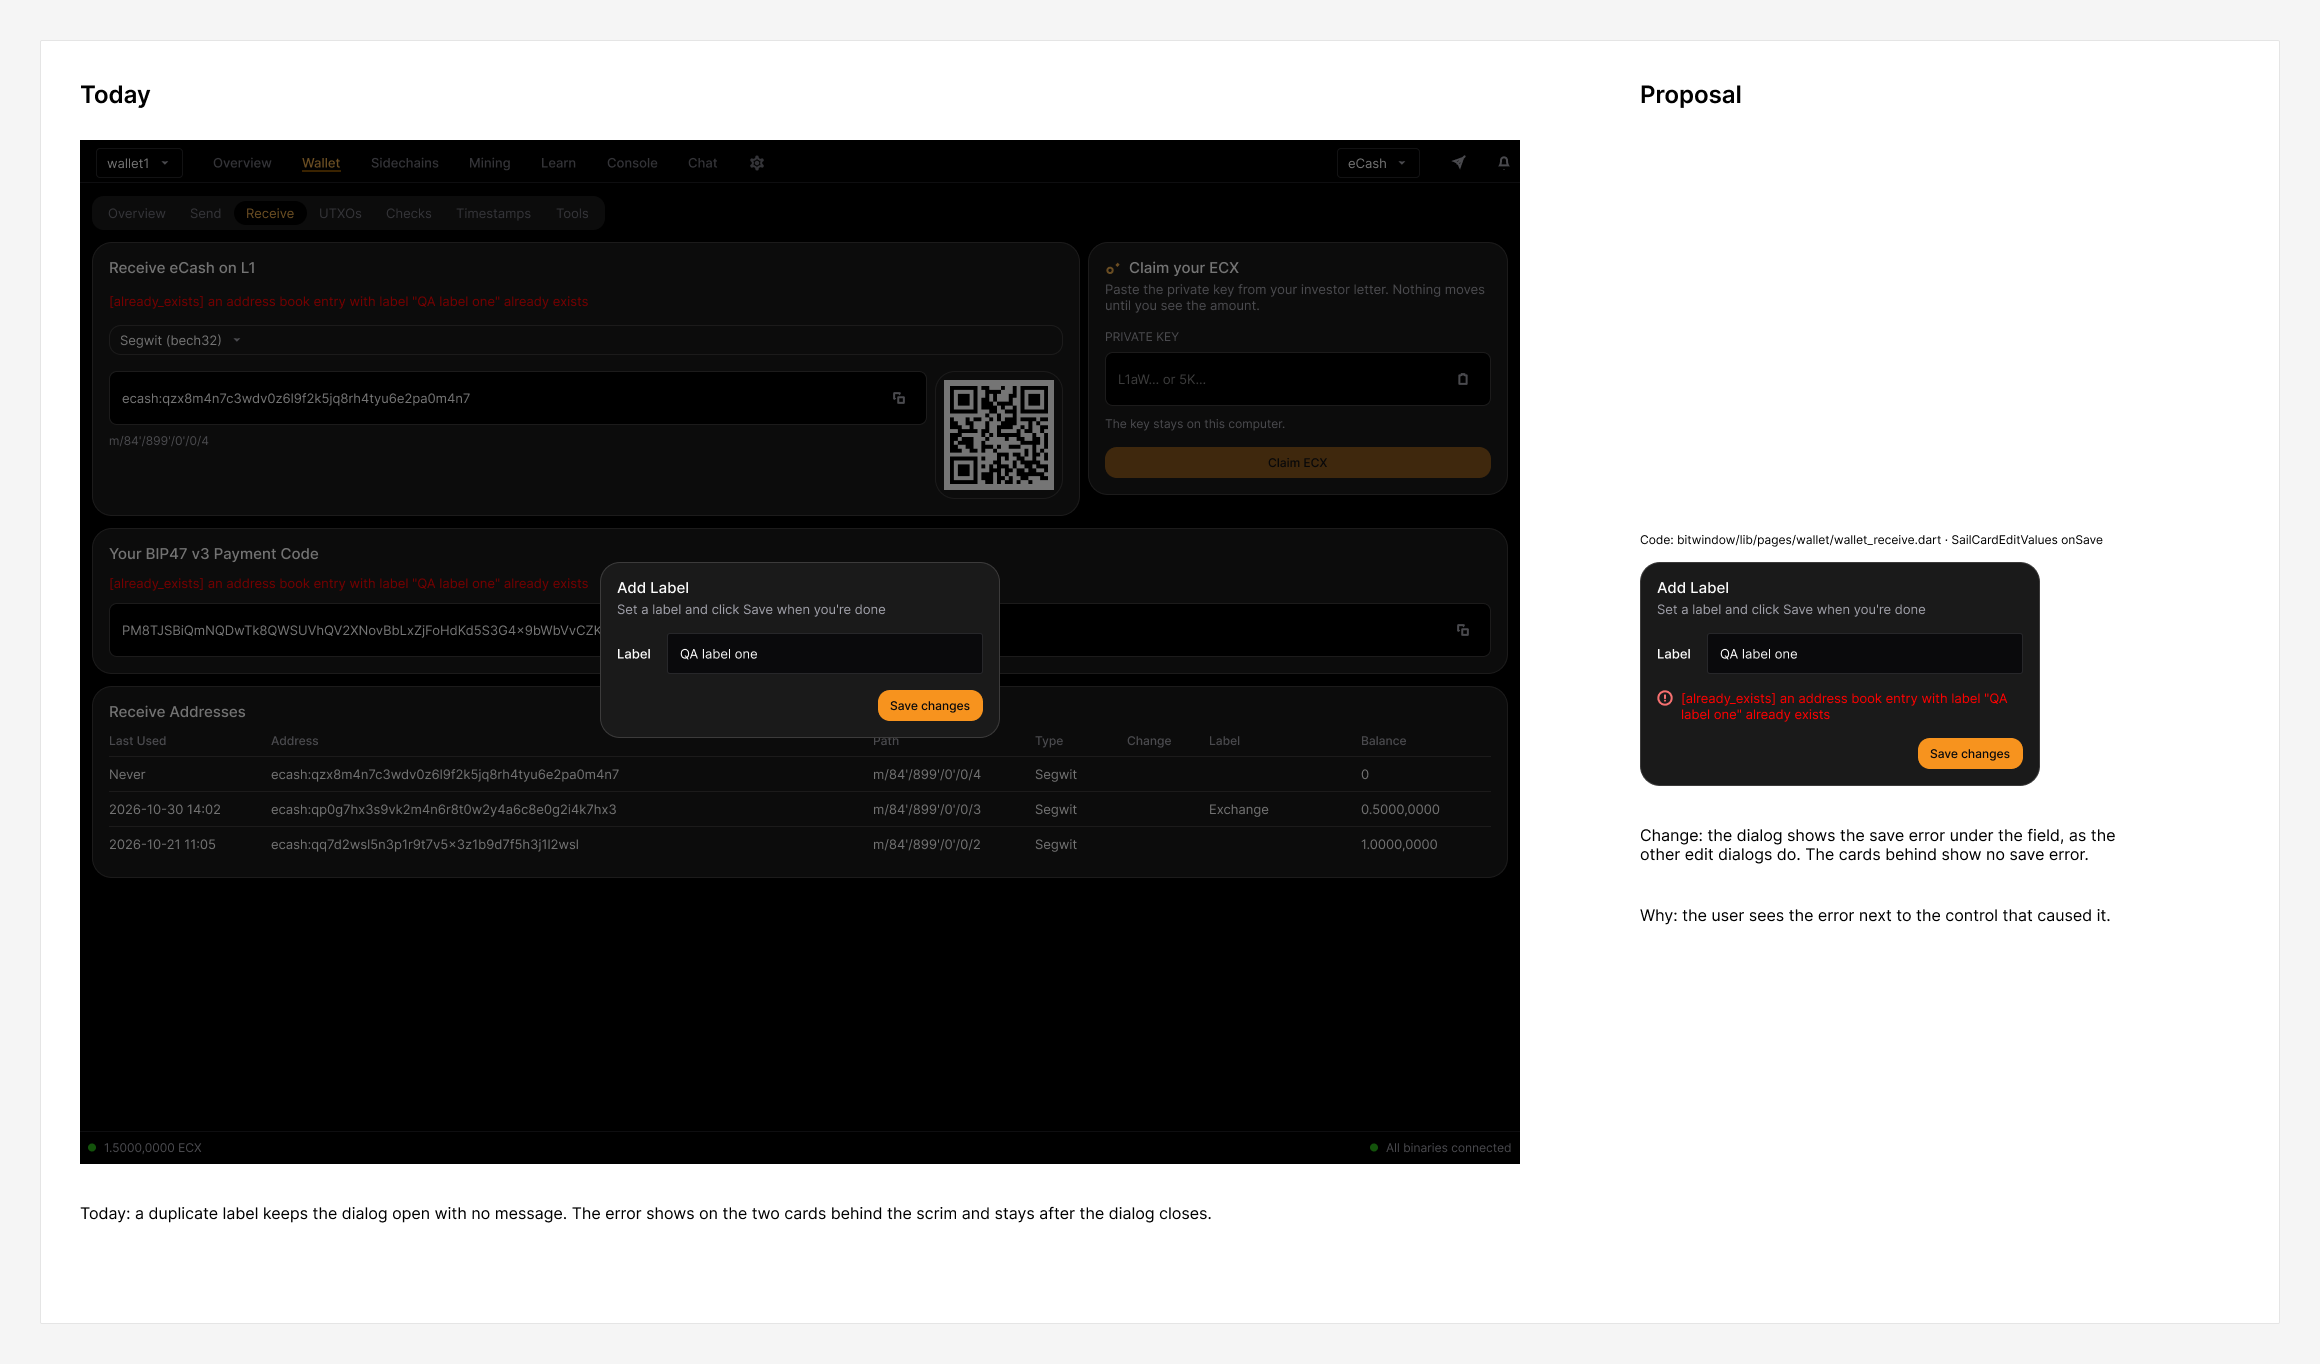 Today
Proposal
wallet1
Overview
Wallet
Sidechains
Mining
Learn
Console
Chat
eCash
Overview
Send
Receive
UTXOs
Checks
Timestamps
Tools
Receive eCash on L1
[already_exists] an address book entry with label "QA label one" already exists
Segwit (bech32)
ecash:qzx8m4n7c3wdv0z6l9f2k5jq8rh4tyu6e2pa0m4n7
m/84'/899'/0'/0/4
Claim your ECX
Paste the private key from your investor letter. Nothing moves
until you see the amount.
PRIVATE KEY
L1aW... or 5K...
The key stays on this computer.
Claim ECX
Your BIP47 v3 Payment Code
[already_exists] an address book entry with label "QA label one" already exists
PM8TJSBiQmNQDwTk8QWSUVhQV2XNovBbLxZjFoHdKd5S3G4x9bWbVvCZK
Add Label
Set a label and click Save when you're done
Label
QA label one
Save changes
Receive Addresses
Last Used
Address
Path
Type
Change
Label
Balance
Never
ecash:qzx8m4n7c3wdv0z6l9f2k5jq8rh4tyu6e2pa0m4n7
m/84'/899'/0'/0/4
Segwit
0
2026-10-30 14:02
ecash:qp0g7hx3s9vk2m4n6r8t0w2y4a6c8e0g2i4k7hx3
m/84'/899'/0'/0/3
Segwit
Exchange
0.5000,0000
2026-10-21 11:05
ecash:qq7d2wsl5n3p1r9t7v5x3z1b9d7f5h3j1l2wsl
m/84'/899'/0'/0/2
Segwit
1.0000,0000
1.5000,0000 ECX
All binaries connected
Today: a duplicate label keeps the dialog open with no message. The error shows on the two cards behind the scrim and stays after the dialog closes.
Code: bitwindow/lib/pages/wallet/wallet_receive.dart · SailCardEditValues onSave
Add Label
Set a label and click Save when you're done
Label
QA label one
[already_exists] an address book entry with label "QA
label one" already exists
Save changes
Change: the dialog shows the save error under the field, as the
other edit dialogs do. The cards behind show no save error.
Why: the user sees the error next to the control that caused it.